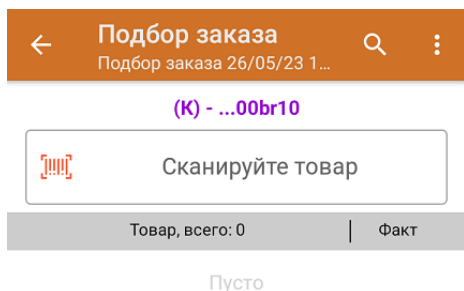 Подбор заказа
Подбор заказа 26/05/23 1...
(К) - ...00br10
Сканируйте товар
Товар, всего: 0 Факт
Пусто